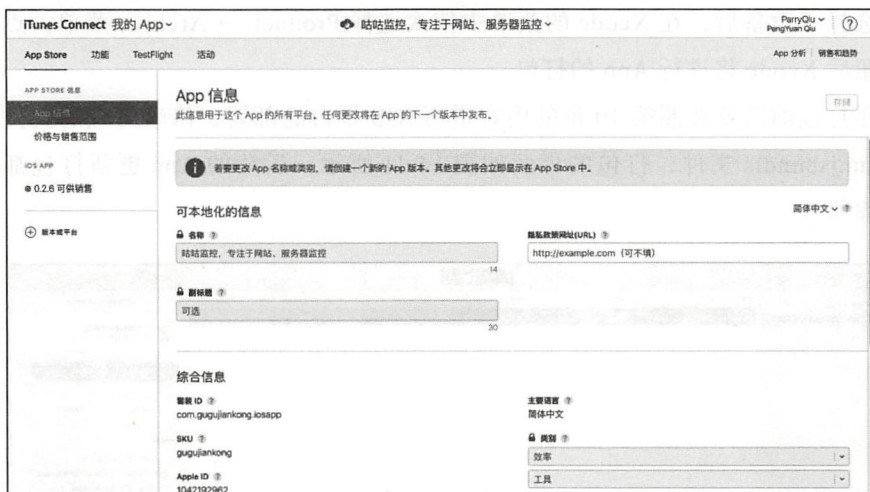 iTunes Connect 我的 App
咕咕监控,专注于网站、服务器监控
ParryQiu
PengYuan Qiu
?
App Store 功能 TestFlight 活动
App 分析 销售和趋势
APP STORE 信息
App 信息
价格与销售范围
iOS APP
0.2.6 可供销售
版本或平台
App 信息
此信息用于这个 App 的所有平台。任何更改将在 App 的下一个版本中发布。
存储
若要更改 App 名称或类别,请创建一个新的 App 版本。其他更改将会立即显示在 App Store 中。
可本地化的信息
简体中文 ?
名称 ?
咕咕监控,专注于网站、服务器监控
14
隐私政策网址(URL) ?
http://example.com(可不填)
副标题 ?
可选
30
综合信息
套装 ID ?
com.gugujiankong.iosapp
SKU ?
gugujiankong
Apple ID ?
1042192962
主要语言 ?
简体中文
类别 ?
效率
工具